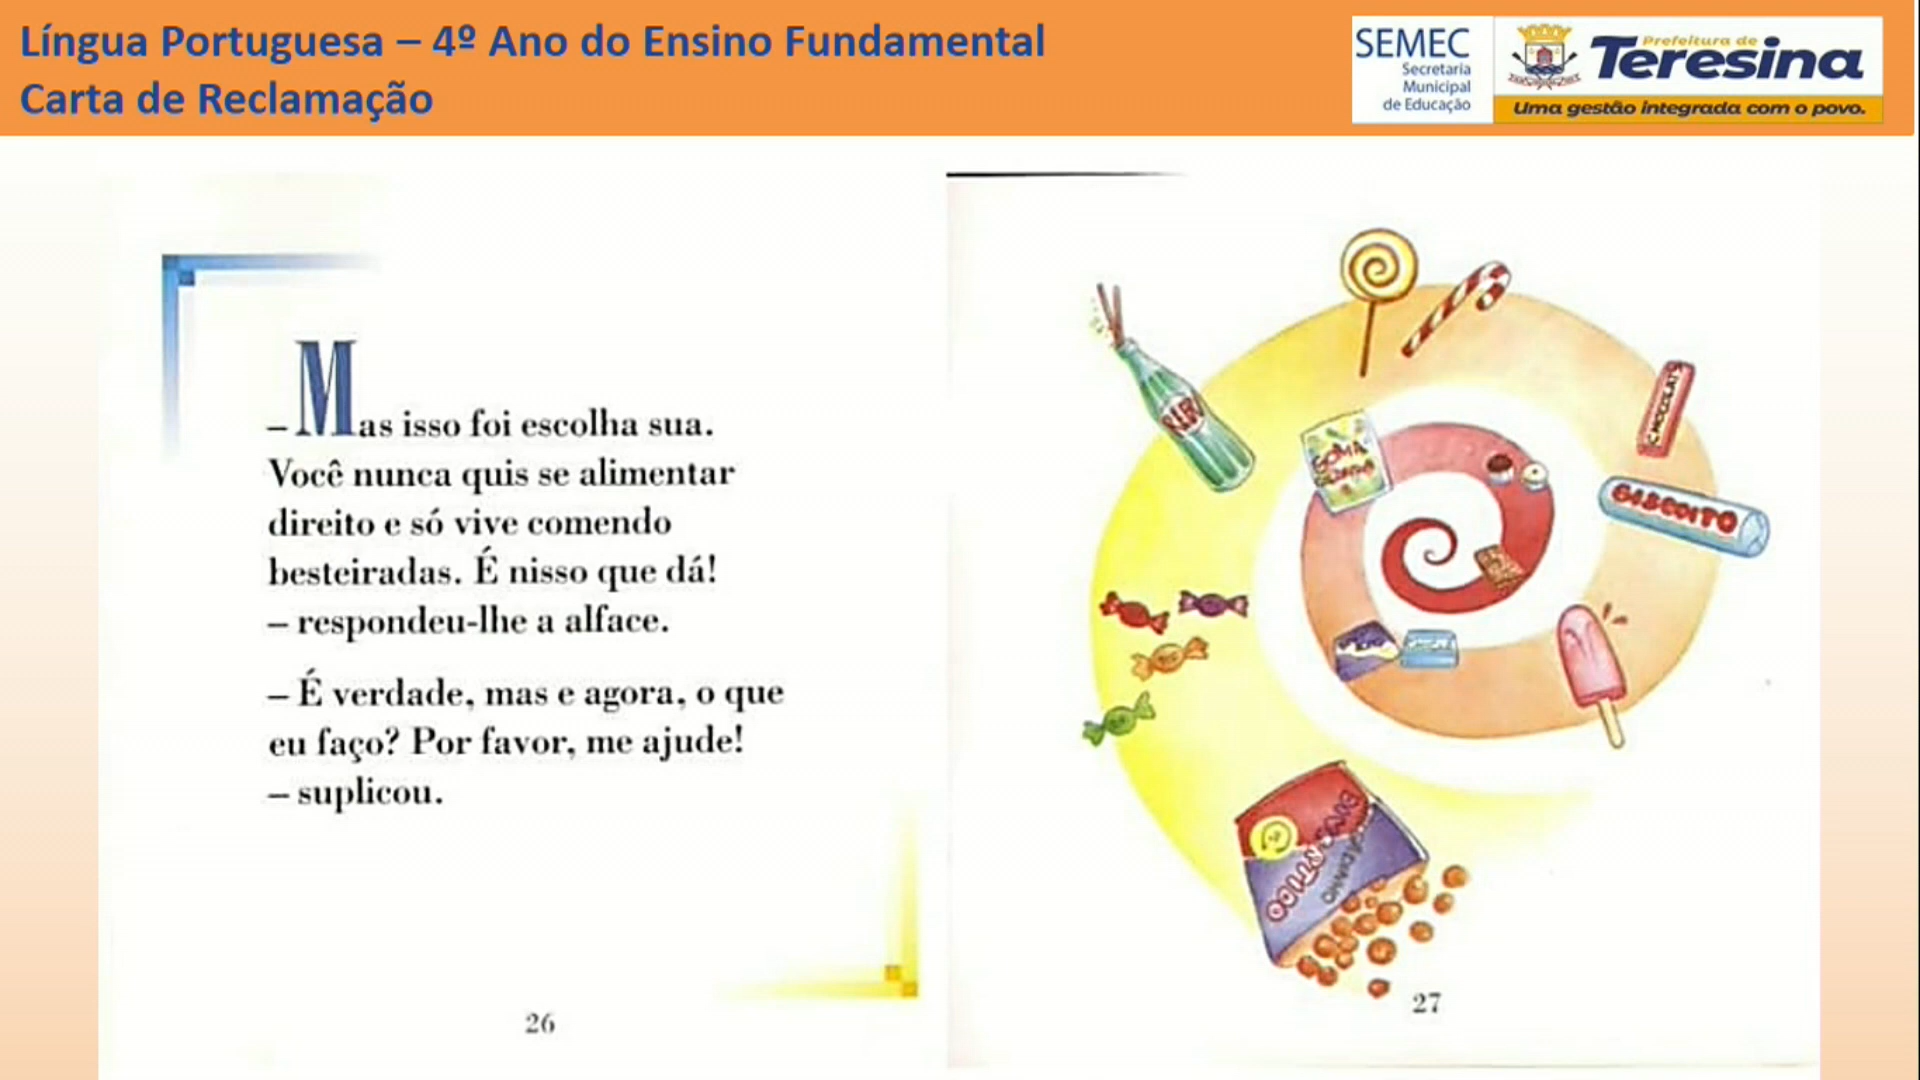 Língua Portuguesa – 4º Ano do Ensino Fundamental
Carta de Reclamação
SEMEC
Secretaria
Municipal
de Educação
Prefeitura de
Teresina
Uma gestão integrada com o povo.
– Mas isso foi escolha sua.
Você nunca quis se alimentar
direito e só vive comendo
besteiradas. É nisso que dá!
– respondeu-lhe a alface.
– É verdade, mas e agora, o que
eu faço? Por favor, me ajude!
– suplicou.
26
CHOCOLATE
GOMA
BISCOITO
27